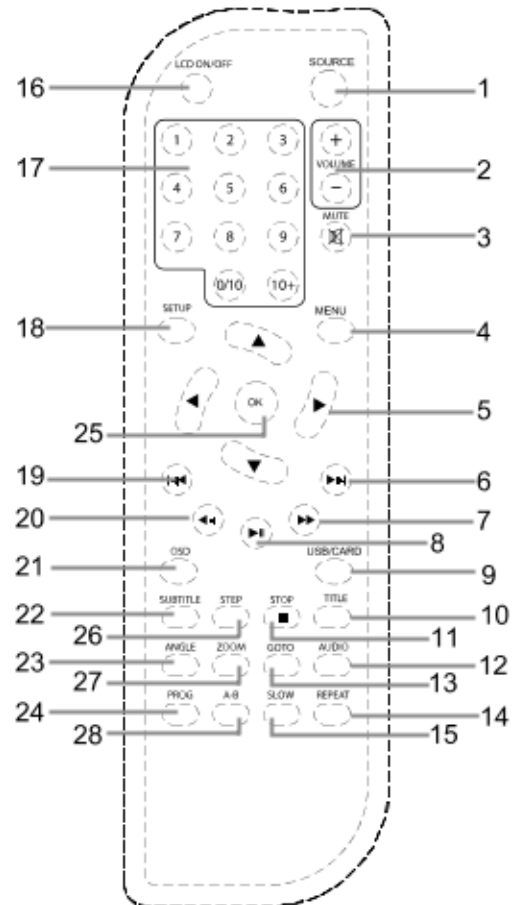 LCD ON/OFF SOURCE
16 1
1 2 3 +
17 VOLUME 2
4 5 6 −
MUTE
7 8 9 3
0/10 10+
SETUP MENU
18 4
OK 5
25
19 6
20 7
8
OSD USB/CARD
21 9
SUBTITLE STEP STOP TITLE
22 10
26 11
ANGLE ZOOM GOTO AUDIO
23 12
27 13
PROG A-B SLOW REPEAT
24 14
28 15